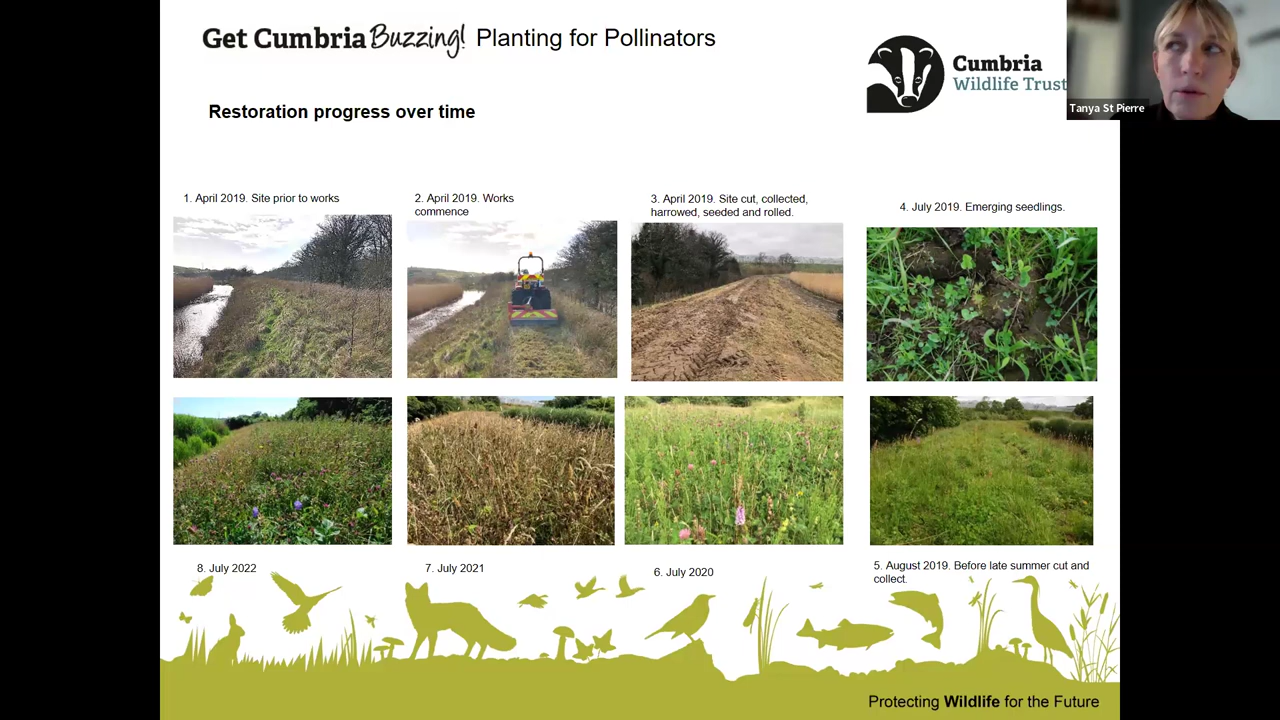 Get Cumbria Buzzing! Planting for Pollinators
Cumbria
Wildlife Trust
Tanya St Pierre
Restoration progress over time
1. April 2019. Site prior to works
2. April 2019. Works
commence
3. April 2019. Site cut, collected,
harrowed, seeded and rolled.
4. July 2019. Emerging seedlings.
8. July 2022
7. July 2021
6. July 2020
5. August 2019. Before late summer cut and
collect.
Protecting Wildlife for the Future